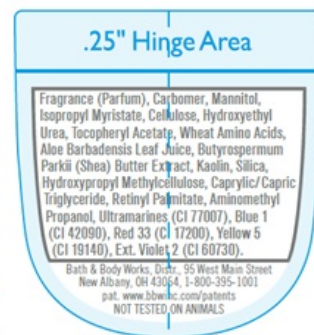 .25" Hinge Area
Fragrance (Parfum), Carbomer, Mannitol,
Isopropyl Myristate, Cellulose, Hydroxyethyl
Urea, Tocopheryl Acetate, Wheat Amino Acids,
Aloe Barbadensis Leaf Juice, Butyrospermum
Parkii (Shea) Butter Extract, Kaolin, Silica,
Hydroxypropyl Methylcellulose, Caprylic/Capric
Triglyceride, Retinyl Palmitate, Aminomethyl
Propanol, Ultramarines (CI 77007), Blue 1
(CI 42090), Red 33 (CI 17200), Yellow 5
(CI 19140), Ext. Violet 2 (CI 60730).
Bath & Body Works, Distr., 95 West Main Street
New Albany, OH 43054, 1-800-395-1001
pat. www.bbwinc.com/patents
NOT TESTED ON ANIMALS